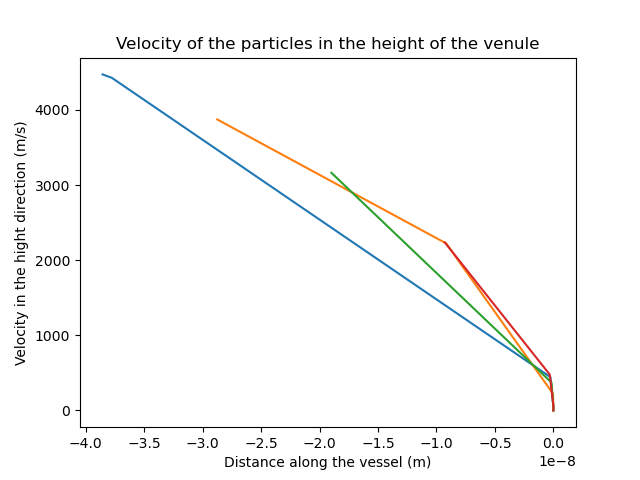 Velocity of the particles in the height of the venule
Velocity in the hight direction (m/s)
4000
3000
2000
1000
0
−4.0 −3.5 −3.0 −2.5 −2.0 −1.5 −1.0 −0.5 0.0
1e−8
Distance along the vessel (m)